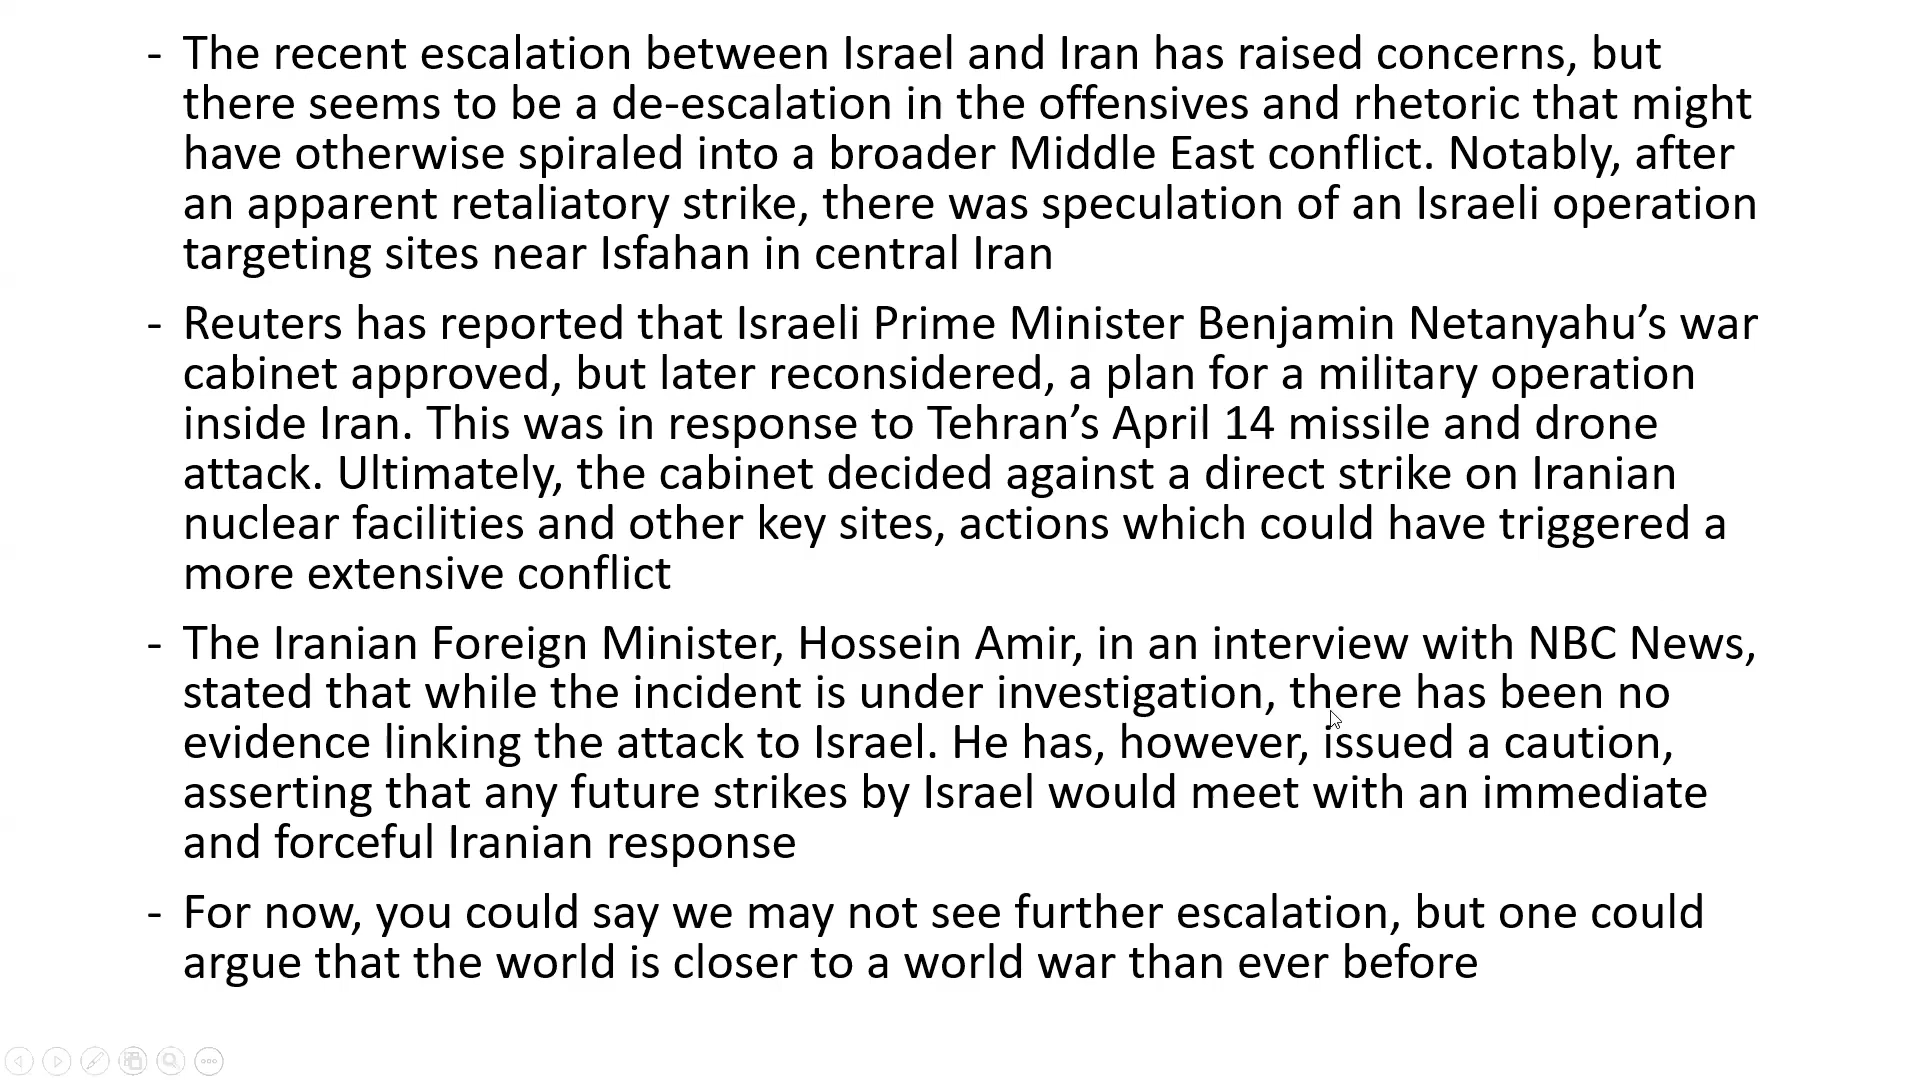 - The recent escalation between Israel and Iran has raised concerns, but
there seems to be a de-escalation in the offensives and rhetoric that might
have otherwise spiraled into a broader Middle East conflict. Notably, after
an apparent retaliatory strike, there was speculation of an Israeli operation
targeting sites near Isfahan in central Iran
- Reuters has reported that Israeli Prime Minister Benjamin Netanyahu’s war
cabinet approved, but later reconsidered, a plan for a military operation
inside Iran. This was in response to Tehran’s April 14 missile and drone
attack. Ultimately, the cabinet decided against a direct strike on Iranian
nuclear facilities and other key sites, actions which could have triggered a
more extensive conflict
- The Iranian Foreign Minister, Hossein Amir, in an interview with NBC News,
stated that while the incident is under investigation, there has been no
evidence linking the attack to Israel. He has, however, issued a caution,
asserting that any future strikes by Israel would meet with an immediate
and forceful Iranian response
- For now, you could say we may not see further escalation, but one could
argue that the world is closer to a world war than ever before